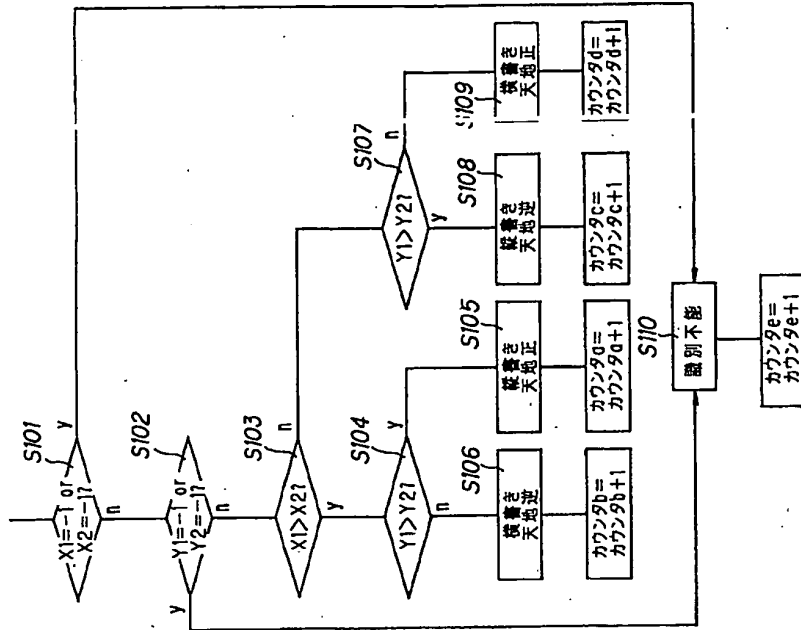 S101
X1=-1 or
X2=-1?
y
n
S102
Y1=-1 or
Y2=-1?
y
n
S103
X1>X2?
n
y
S104
Y1>Y2?
y
n
S107
Y1>Y2?
n
y
S106
横書き
天地逆
カウンタb=
カウンタb+1
S105
縦書き
天地正
カウンタa=
カウンタa+1
S108
縦書き
天地逆
カウンタc=
カウンタc+1
S109
横書き
天地正
カウンタd=
カウンタd+1
S110
識別不能
カウンタe=
カウンタe+1